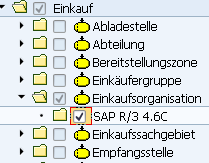 Einkauf
Abladestelle
Abteilung
Bereitstellungszone
Einkäufergruppe
Einkaufsorganisation
SAP R/3 4.6C
Einkaufssachgebiet
Empfangsstelle